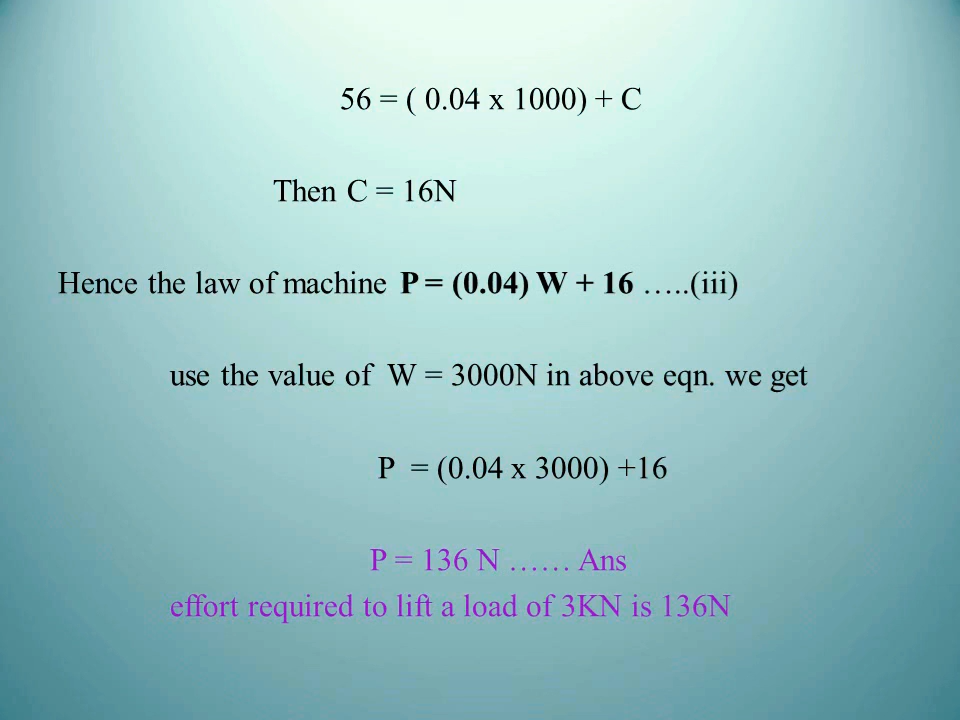 56 = ( 0.04 x 1000) + C
Then C = 16N
Hence the law of machine P = (0.04) W + 16 …..(iii)
use the value of W = 3000N in above eqn. we get
P = (0.04 x 3000) +16
P = 136 N …… Ans
effort required to lift a load of 3KN is 136N